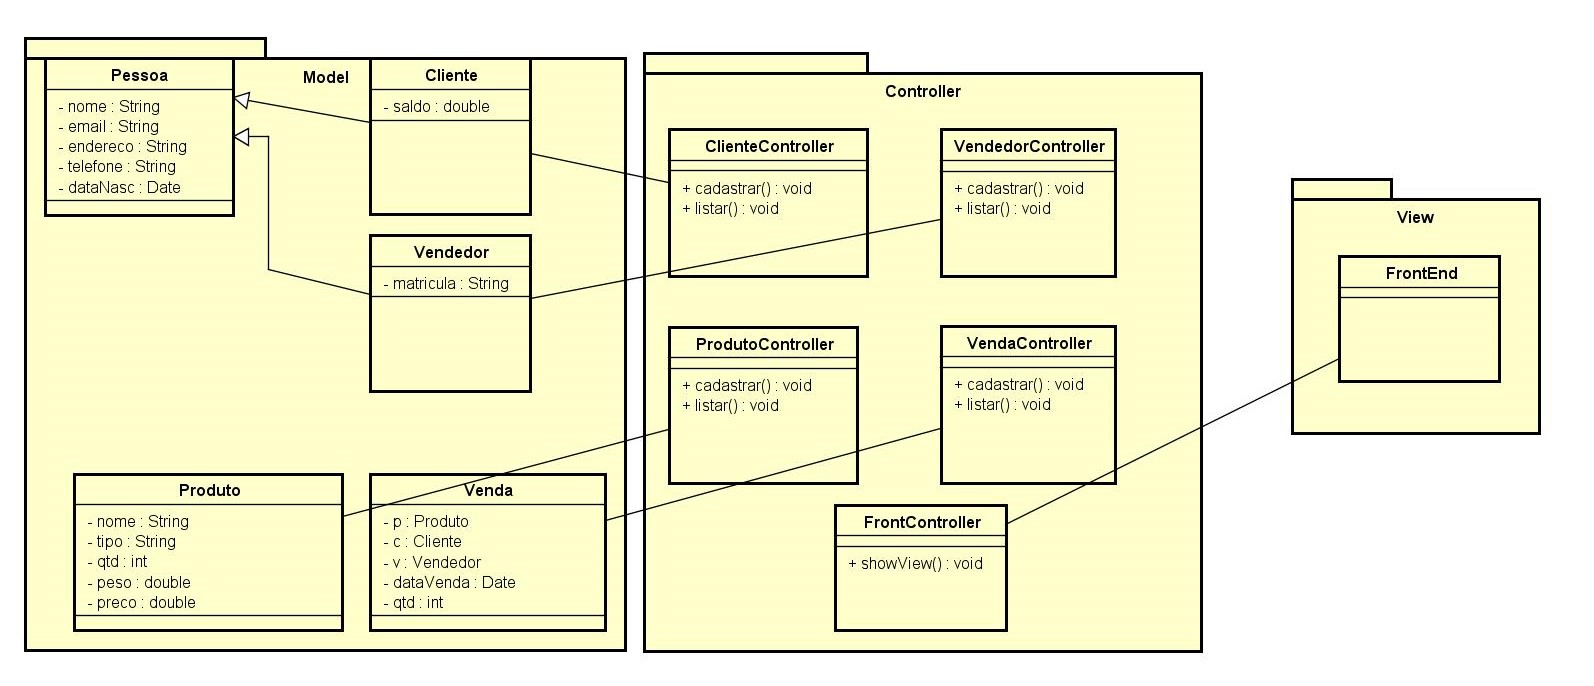 Model
Pessoa
- nome : String
- email : String
- endereco : String
- telefone : String
- dataNasc : Date
Cliente
- saldo : double
Vendedor
- matricula : String
Produto
- nome : String
- tipo : String
- qtd : int
- peso : double
- preco : double
Venda
- p : Produto
- c : Cliente
- v : Vendedor
- dataVenda : Date
- qtd : int
Controller
ClienteController
+ cadastrar() : void
+ listar() : void
VendedorController
+ cadastrar() : void
+ listar() : void
ProdutoController
+ cadastrar() : void
+ listar() : void
VendaController
+ cadastrar() : void
+ listar() : void
FrontController
+ showView() : void
View
FrontEnd